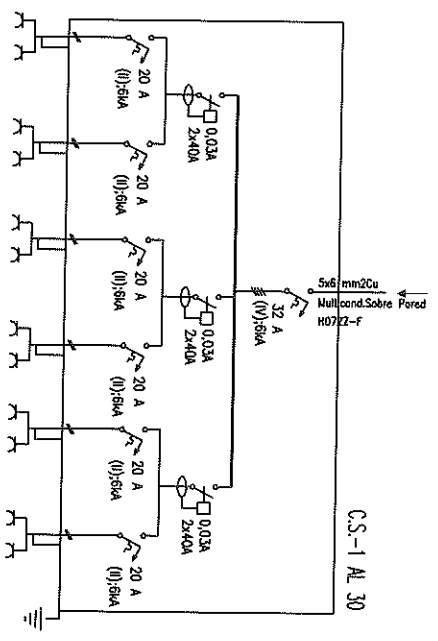 C.S.-1 AL 30
5x6 mm2Cu
Mult.cond.Sobre Pared
H07ZZ-F
32 A
(IV);6kA
0,03A
2x40A
0,03A
2x40A
0,03A
2x40A
20 A
(II);6kA
20 A
(II);6kA
20 A
(II);6kA
20 A
(II);6kA
20 A
(II);6kA
20 A
(II);6kA